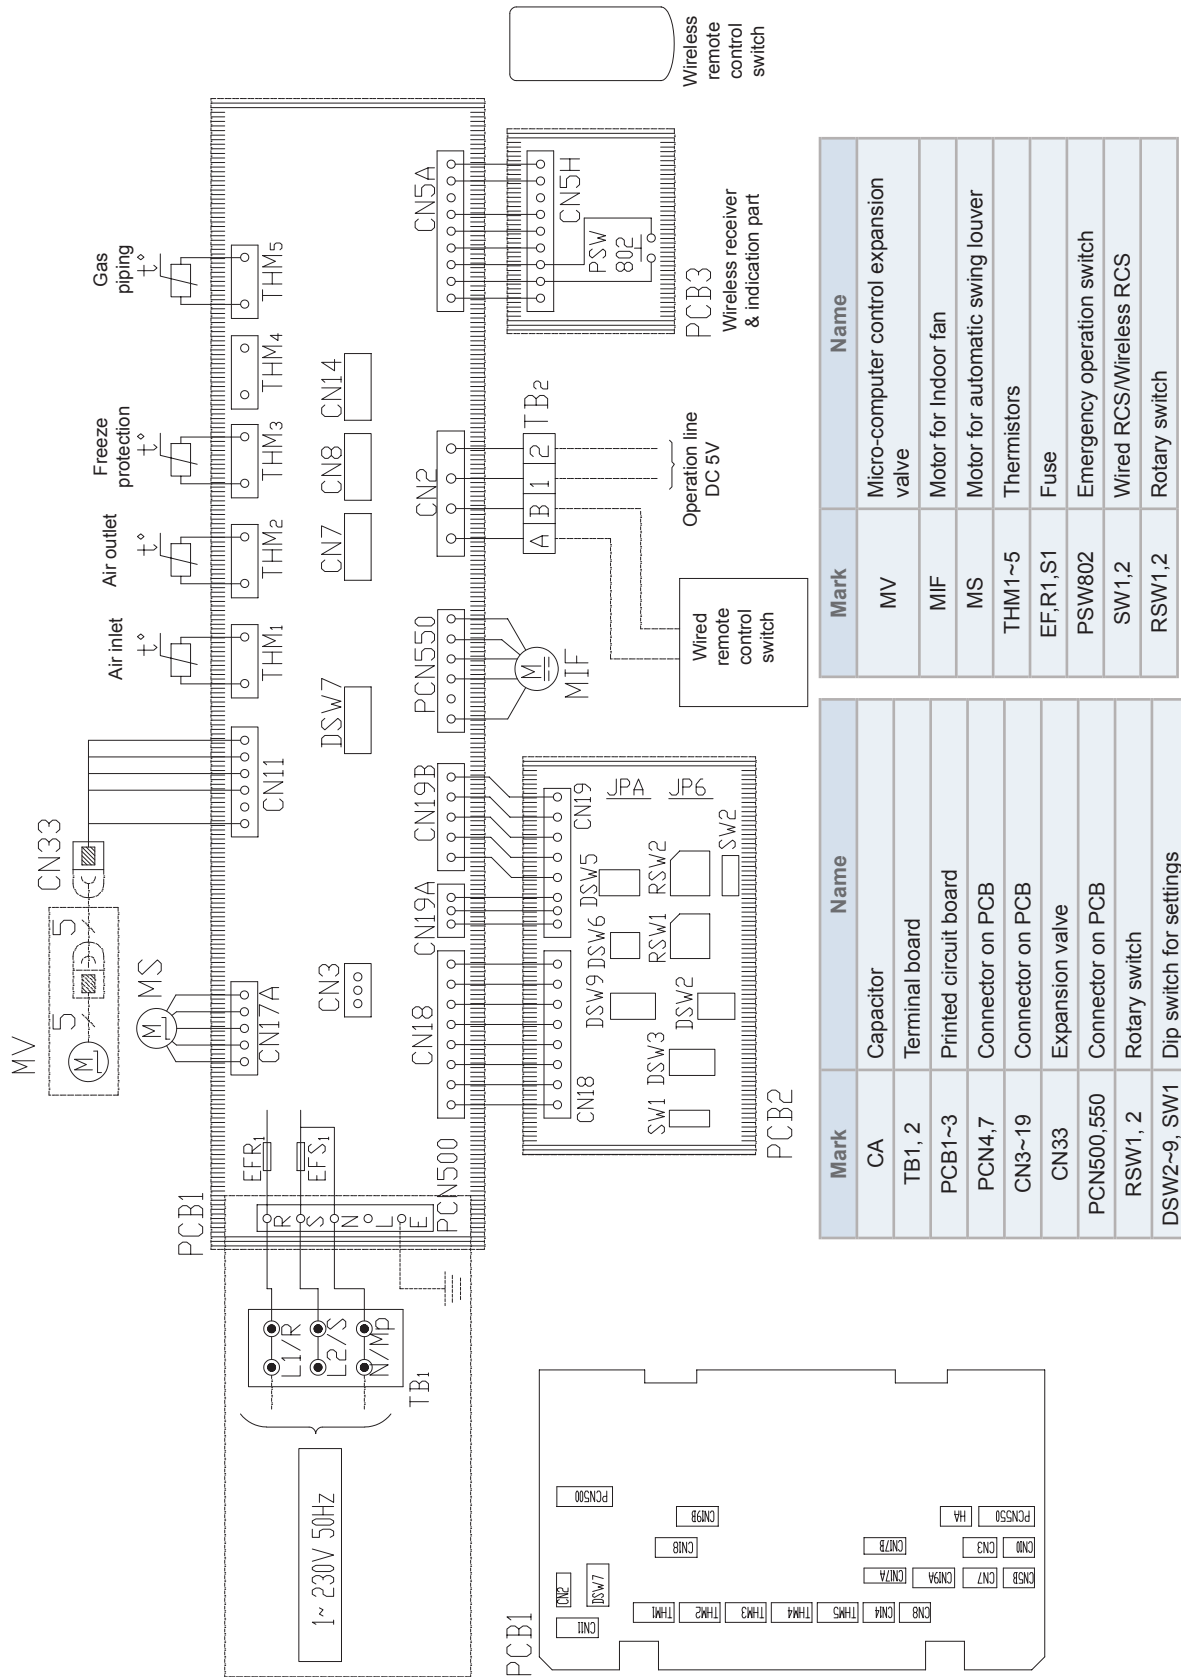 MV
5
5
CN33
MS
Air inlet
t°
Air outlet
t°
Freeze
protection
t°
Gas
piping
t°
M
M
PCB1
EFR1
EFS1
CN17A
CN11
THM1
THM2
THM3
THM4
THM5
CN3
DSW7
CN7
CN8
CN14
R
S
N
L
E
PCN500
CN18
CN19A
CN19B
PCN550
CN2
CN5A
1~ 230V 50Hz
L1/R
L2/S
N/Mp
TB1
M
MIF
A
B
1
2
TB2
Operation line
DC 5V
Wired
remote
control
switch
CN5H
PSW
802
PCB3
Wireless receiver
& indication part
Wireless
remote
control
switch
CN18
CN19
DSW9
DSW6
DSW5
JPA
SW1
DSW3
DSW2
RSW1
RSW2
JP6
SW2
PCB2
PCB1
CN11
CN2
DSW7
PCN500
THM1
THM2
THM3
THM4
THM5
CN14
CN8
CN18
CN19B
CN17A
CN17B
CN19A
HA
CN7
CN3
CN5B
CN10
PCN550
Mark Name
CA Capacitor
TB1, 2 Terminal board
PCB1~3 Printed circuit board
PCN4,7 Connector on PCB
CN3~19 Connector on PCB
CN33 Expansion valve
PCN500,550 Connector on PCB
RSW1, 2 Rotary switch
DSW2~9, SW1 Dip switch for settings
Mark Name
MV Micro-computer control expansion
valve
MIF Motor for Indoor fan
MS Motor for automatic swing louver
THM1~5 Thermistors
EF,R1,S1 Fuse
PSW802 Emergency operation switch
SW1,2 Wired RCS/Wireless RCS
RSW1,2 Rotary switch